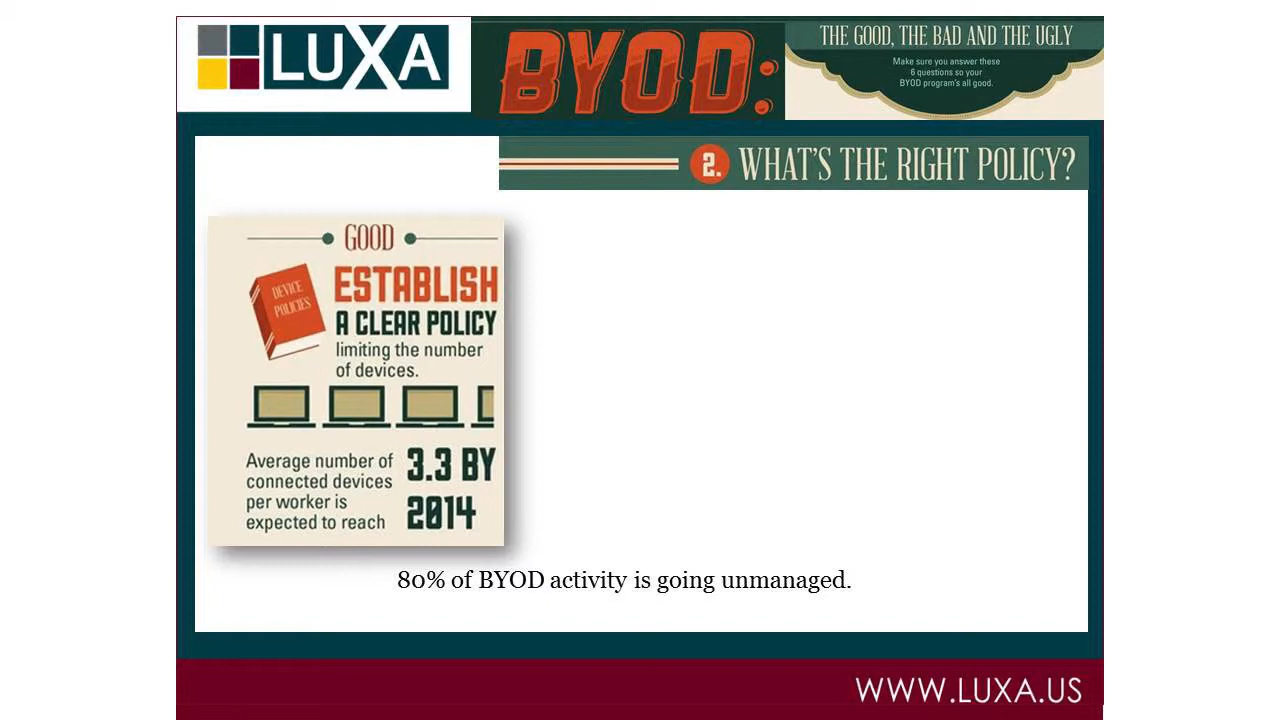 LUXA
BYOD:
THE GOOD, THE BAD AND THE UGLY
Make sure you answer these
6 questions so your
BYOD program's all good.
2. WHAT'S THE RIGHT POLICY?
GOOD
DEVICE
POLICIES
ESTABLISH
A CLEAR POLICY
limiting the number
of devices.
Average number of
connected devices
per worker is
expected to reach
3.3 BY
2014
80% of BYOD activity is going unmanaged.
WWW.LUXA.US